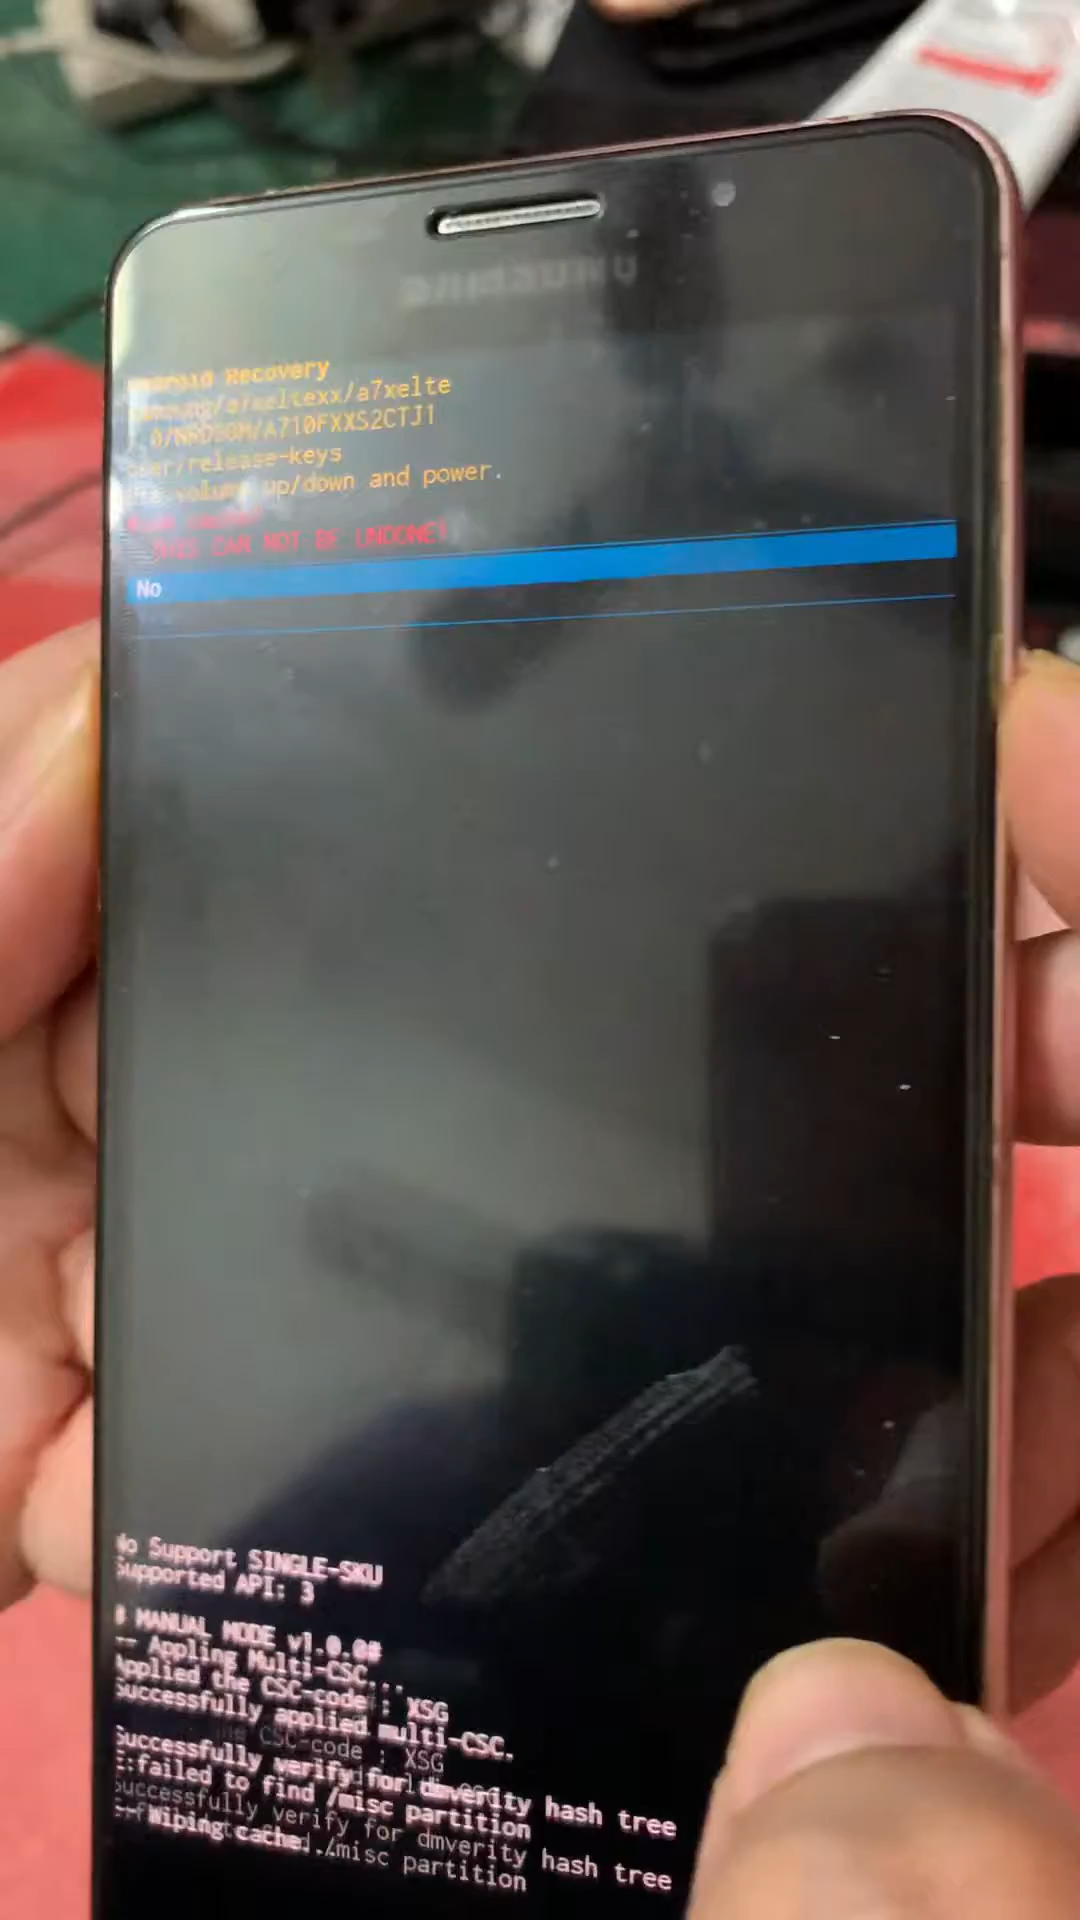 SAMSUNG
Android Recovery
samsung/a7xeltexx/a7xelte
0/NRD90M/A710FXXS2CTJ1
user/release-keys
Use volume up/down and power.
Wipe cache?
THIS CAN NOT BE UNDONE!
No
No Support SINGLE-SKU
Supported API: 3
# MANUAL MODE v1.0.0#
-- Appling Multi-CSC...
Applied the CSC-code : XSG
Successfully applied multi-CSC.
CSC-code : XSG
Successfully verify for dmverity hash tree
E:failed to find /misc partition
Successfully verify for dmverity hash tree
-- Wiping cache...
/misc partition